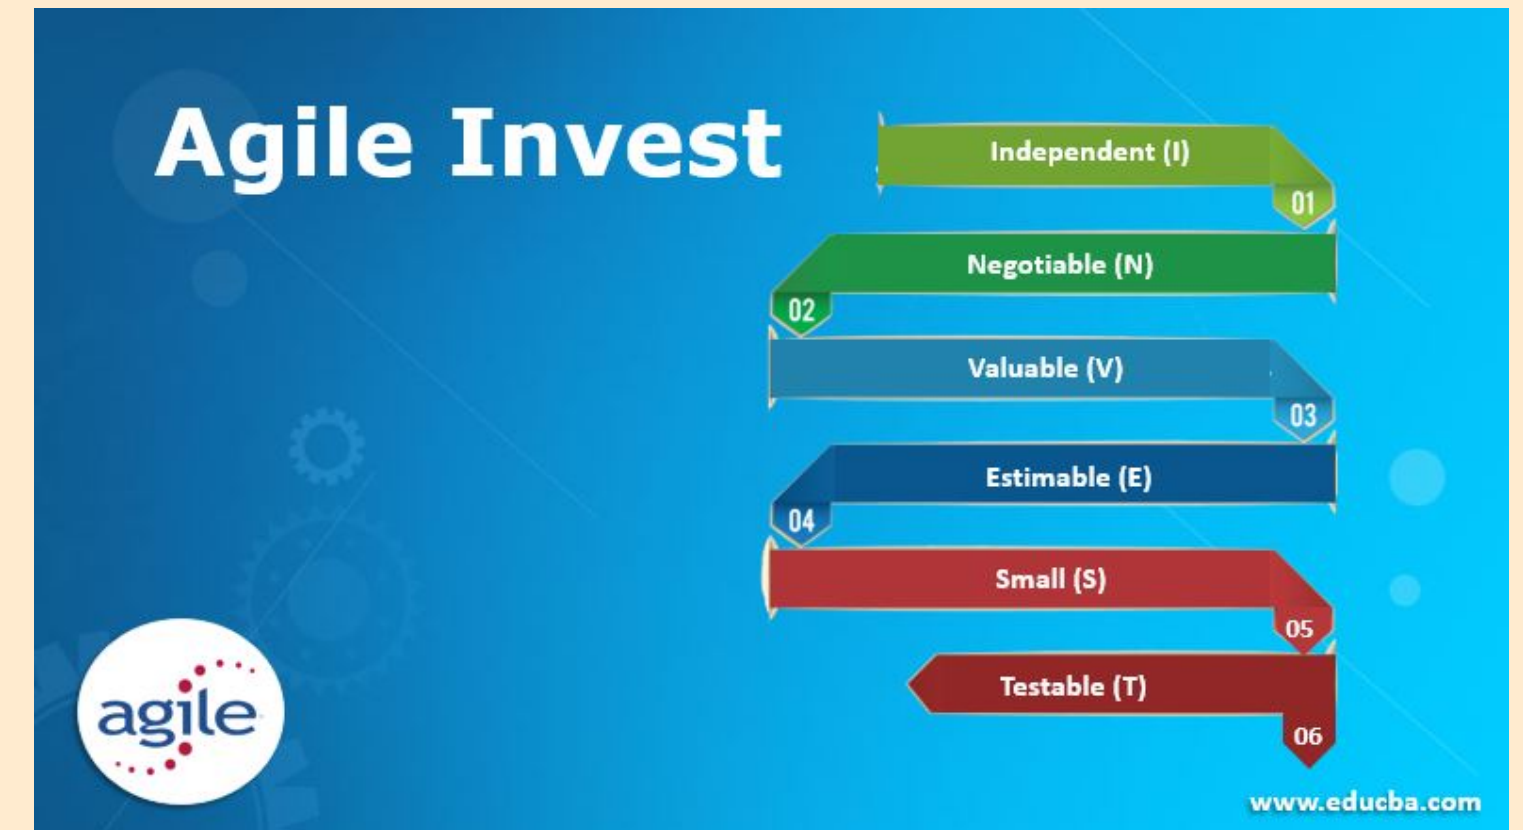 Agile Invest
Independent (I)
01
Negotiable (N)
02
Valuable (V)
03
Estimable (E)
04
Small (S)
05
Testable (T)
06
agile
www.educba.com